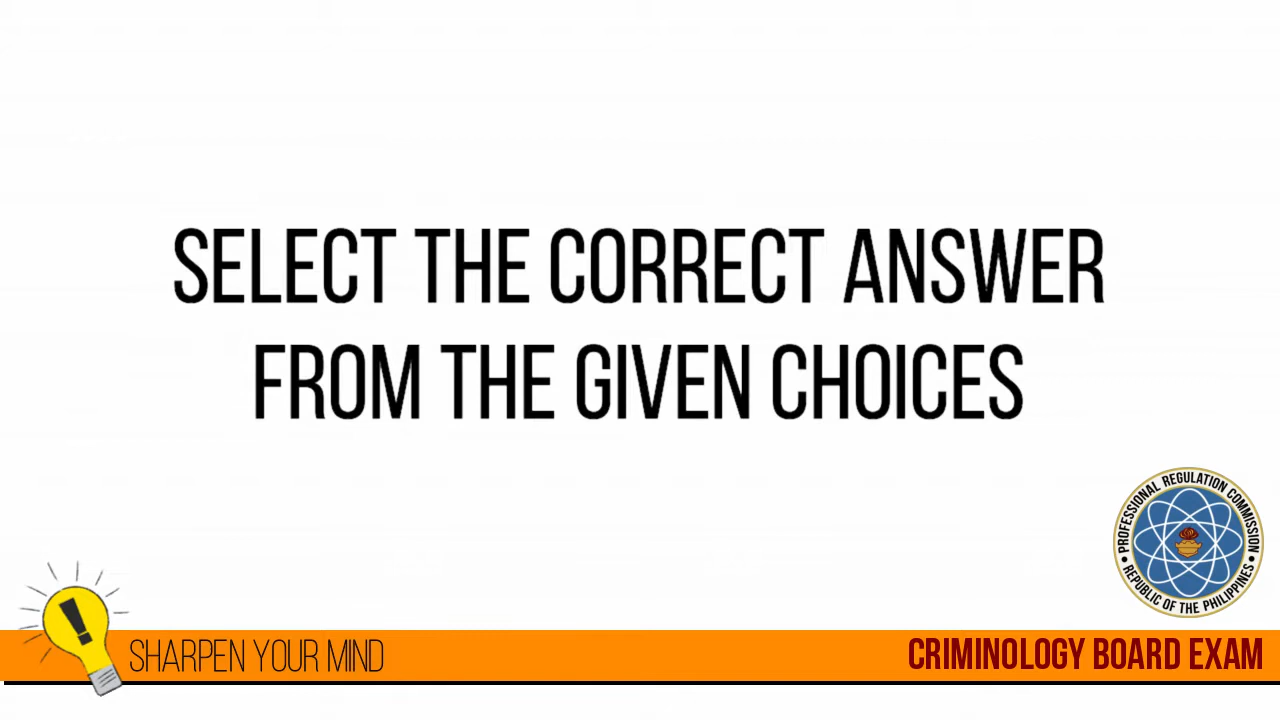 SELECT THE CORRECT ANSWER
FROM THE GIVEN CHOICES
PROFESSIONAL REGULATION COMMISSION
REPUBLIC OF THE PHILIPPINES
SHARPEN YOUR MIND
CRIMINOLOGY BOARD EXAM